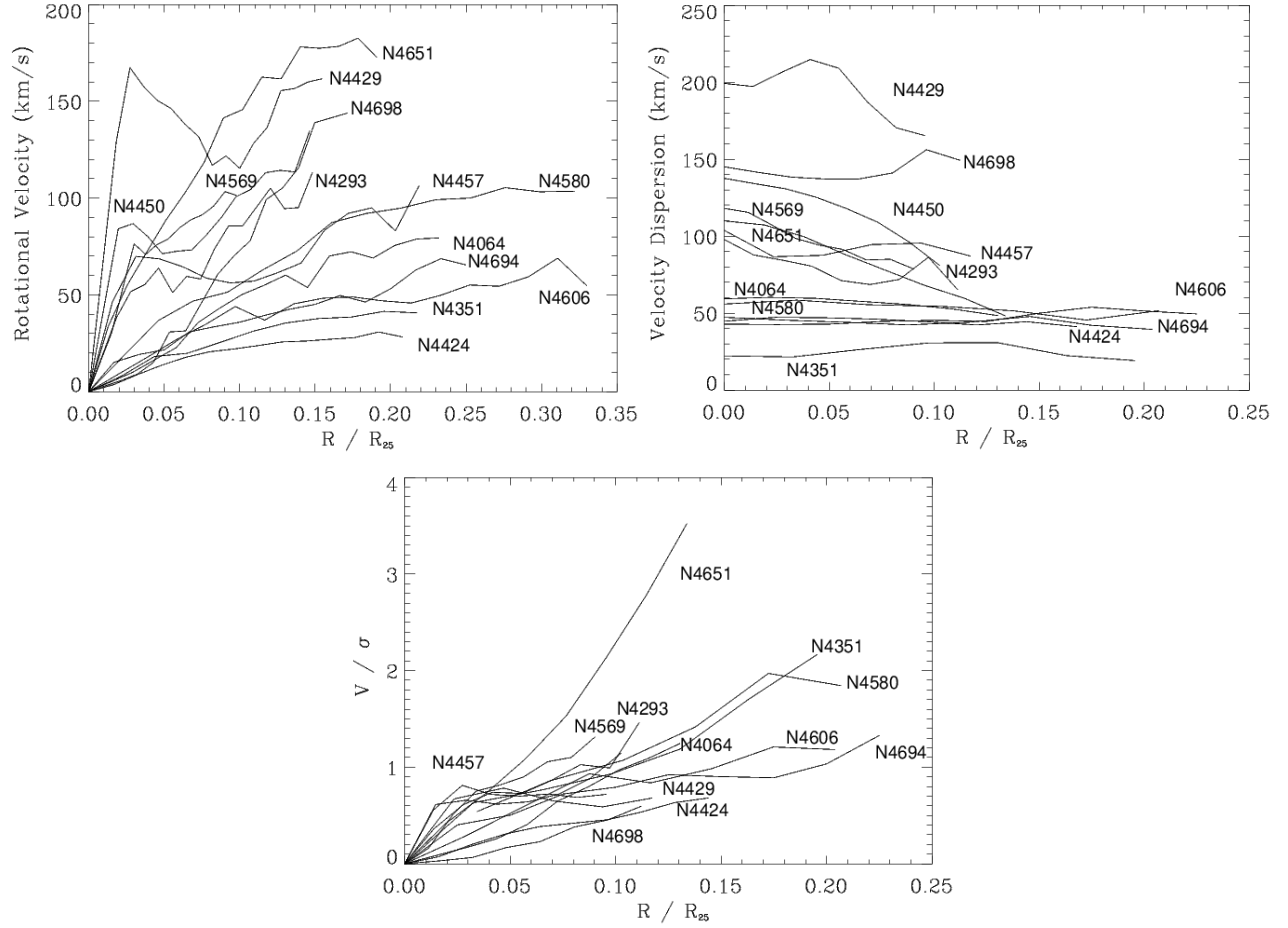 Rotational Velocity (km/s)
200
150
100
50
0
N4651
N4429
N4698
N4569
N4293
N4450
N4457
N4580
N4064
N4694
N4351
N4606
N4424
0.00 0.05 0.10 0.15 0.20 0.25 0.30 0.35
R / R25
Velocity Dispersion (km/s)
250
200
150
100
50
0
N4429
N4698
N4569
N4450
N4651
N4457
N4293
N4064
N4606
N4580
N4694
N4424
N4351
0.00 0.05 0.10 0.15 0.20 0.25
R / R25
V / σ
4
3
2
1
0
N4651
N4351
N4580
N4293
N4569
N4064
N4606
N4694
N4457
N4429
N4424
N4698
0.00 0.05 0.10 0.15 0.20 0.25
R / R25